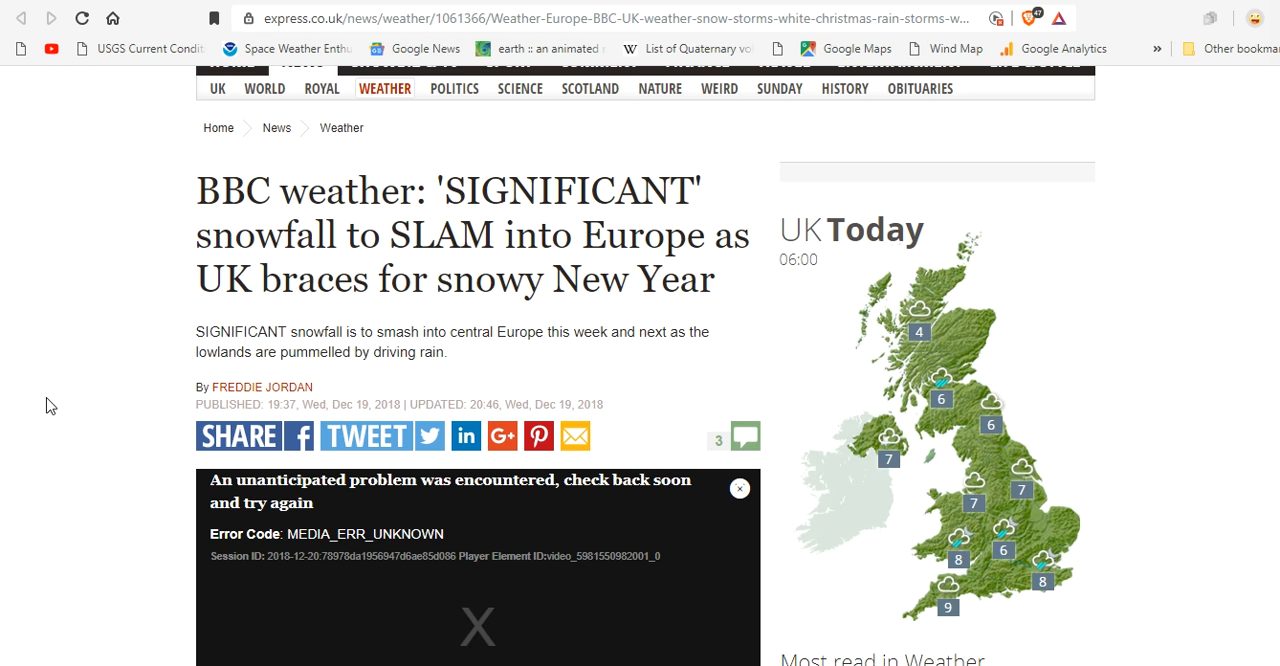 express.co.uk/news/weather/1061366/Weather-Europe-BBC-UK-weather-snow-storms-white-christmas-rain-storms-w...
47
USGS Current Condit
Space Weather Enthu
Google News
earth :: an animated
W List of Quaternary vo
Google Maps
Wind Map
Google Analytics
»
Other bookma
UK WORLD ROYAL WEATHER POLITICS SCIENCE SCOTLAND NATURE WEIRD SUNDAY HISTORY OBITUARIES
Home News Weather
BBC weather: 'SIGNIFICANT'
snowfall to SLAM into Europe as
UK braces for snowy New Year
SIGNIFICANT snowfall is to smash into central Europe this week and next as the
lowlands are pummelled by driving rain.
By FREDDIE JORDAN
PUBLISHED: 19:37, Wed, Dec 19, 2018 | UPDATED: 20:46, Wed, Dec 19, 2018
SHARE f TWEET in G+ 3
An unanticipated problem was encountered, check back soon
and try again
Error Code: MEDIA_ERR_UNKNOWN
Session ID: 2018-12-20:78978da1956947d6ae85d086 Player Element ID:video_5981550982001_0
X
UK Today
06:00
4
6
6
7
7
7
8
6
8
9
Most read in Weather